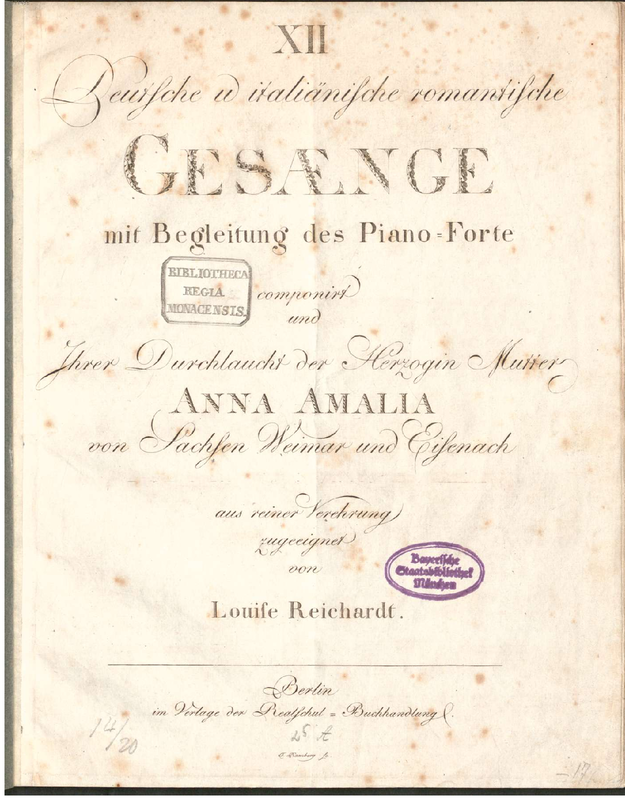 XII
Deutſche u italiäniſche romantiſche
GESÆNGE
mit Begleitung des Piano=Forte
BIBLIOTHECA
REGIA
MONACENSIS.
componirt
und
Ihrer Durchlaucht der Herzogin Mutter
ANNA AMALIA
von Sachſen Weimar und Eiſenach
aus reiner Verehrung
zugeeignet
von
Bayerische
Staatsbibliothek
München
Louiſe Reichardt.
Berlin
im Verlage der Realſchul=Buchhandlung.
14/20
17